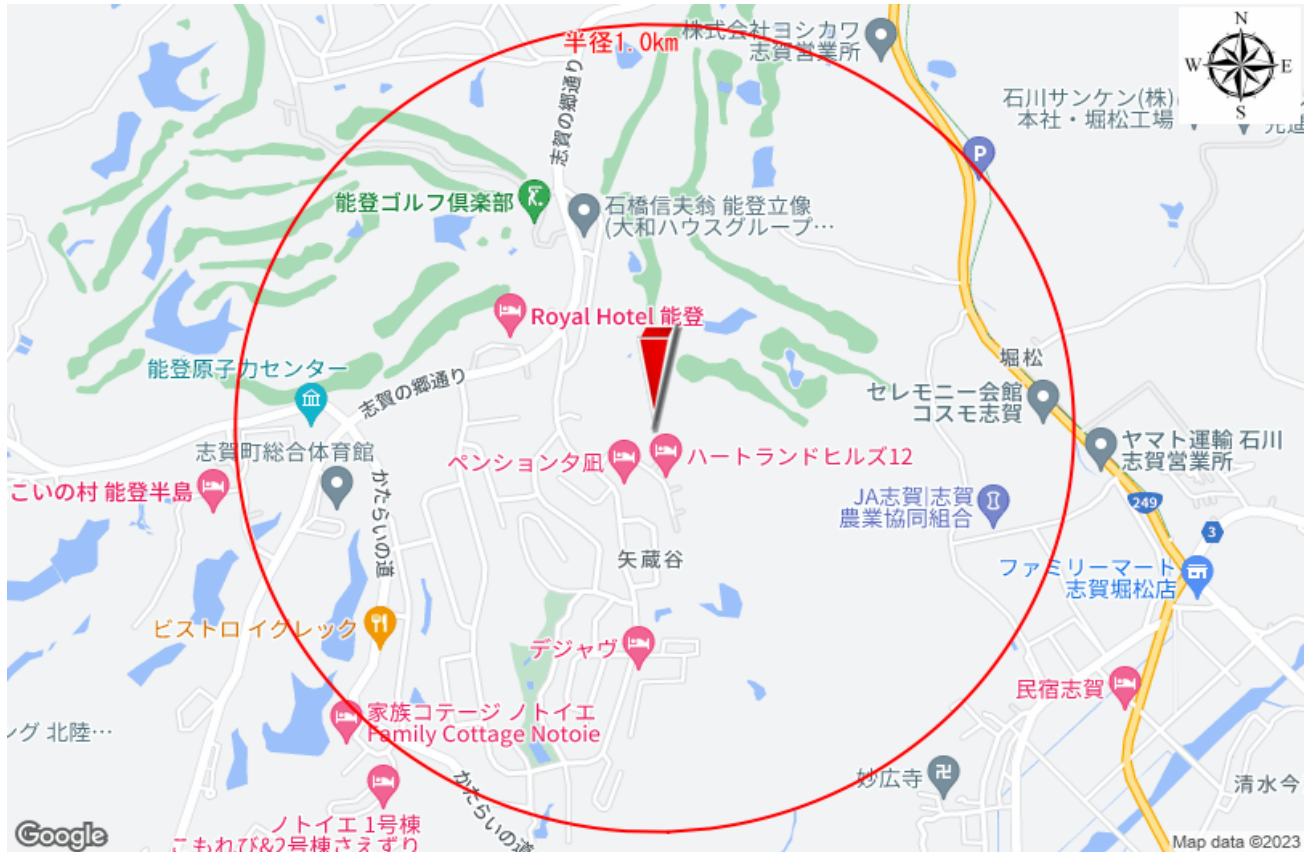 半径1.0km
株式会社ヨシカワ
志賀営業所
N
W
E
S
石川サンケン(株)
本社・堀松工場
志賀の郷通り
P
能登ゴルフ倶楽部
石橋信夫翁 能登立像
(大和ハウスグループ…
Royal Hotel 能登
堀松
能登原子力センター
志賀の郷通り
セレモニー会館
コスモ志賀
志賀町総合体育館
ペンション夕凪
ハートランドヒルズ12
ヤマト運輸 石川
志賀営業所
こいの村 能登半島
かたらいの道
JA志賀|志賀
農業協同組合
249
3
矢蔵谷
ファミリーマート
志賀堀松店
ビストロ イグレック
デジャヴ
民宿志賀
家族コテージ ノトイエ
Family Cottage Notoie
ング 北陸…
妙広寺
卍
清水今
かたらいの道
ノトイエ 1号棟
こもれび&2号棟さえずり
Google
Map data ©2023